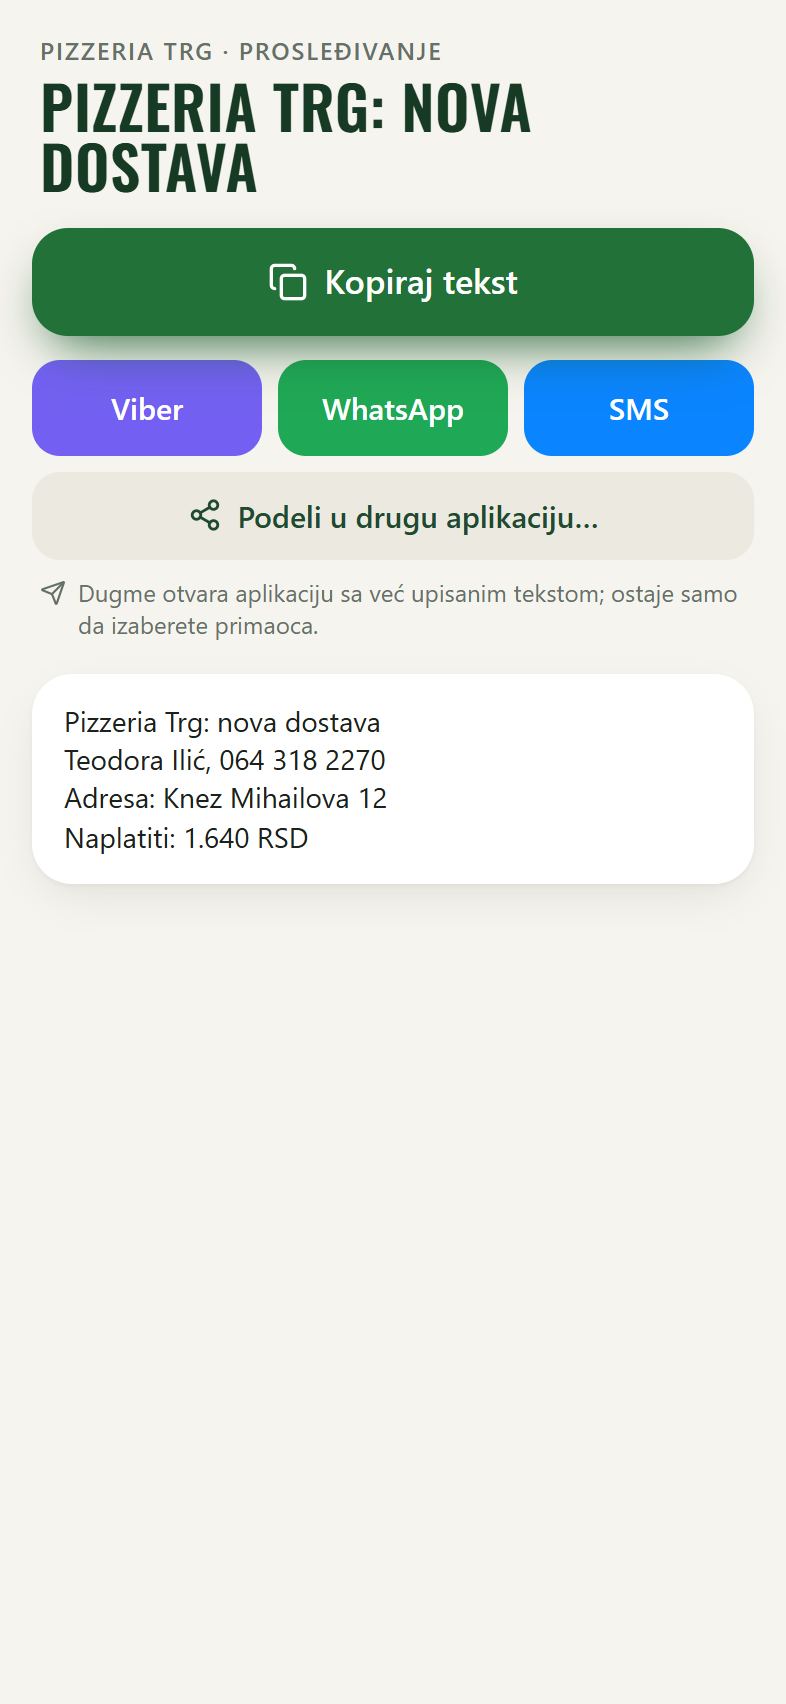 PIZZERIA TRG · PROSLEĐIVANJE
PIZZERIA TRG: NOVA
DOSTAVA
Kopiraj tekst
Viber
WhatsApp
SMS
Podeli u drugu aplikaciju...
Dugme otvara aplikaciju sa već upisanim tekstom; ostaje samo
da izaberete primaoca.
Pizzeria Trg: nova dostava
Teodora Ilić, 064 318 2270
Adresa: Knez Mihailova 12
Naplatiti: 1.640 RSD